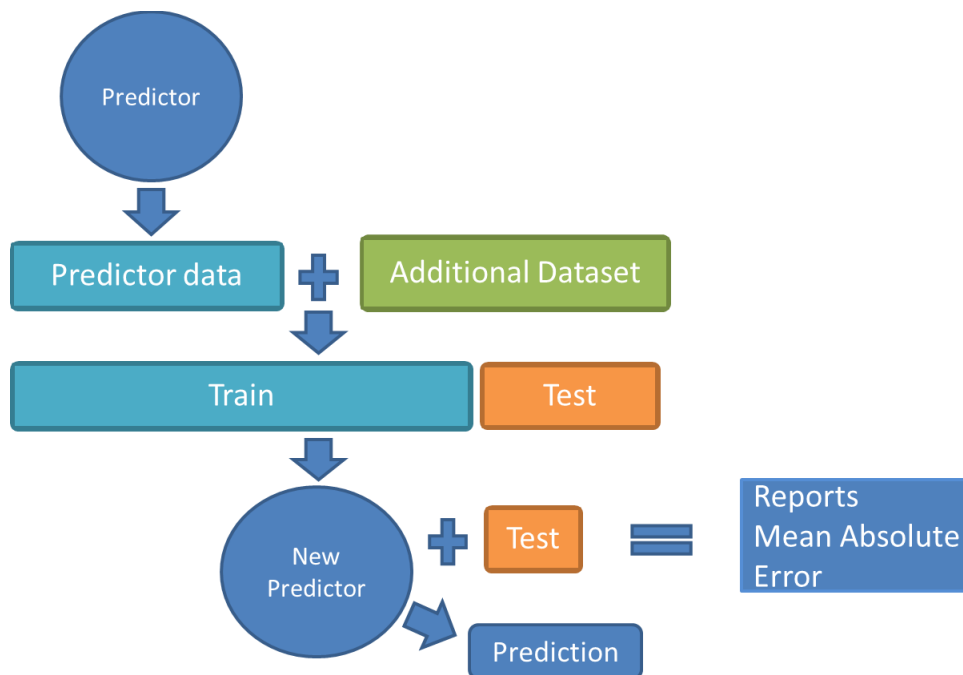 Predictor
Predictor data
Additional Dataset
Train
Test
New
Predictor
Test
Reports
Mean Absolute
Error
Prediction